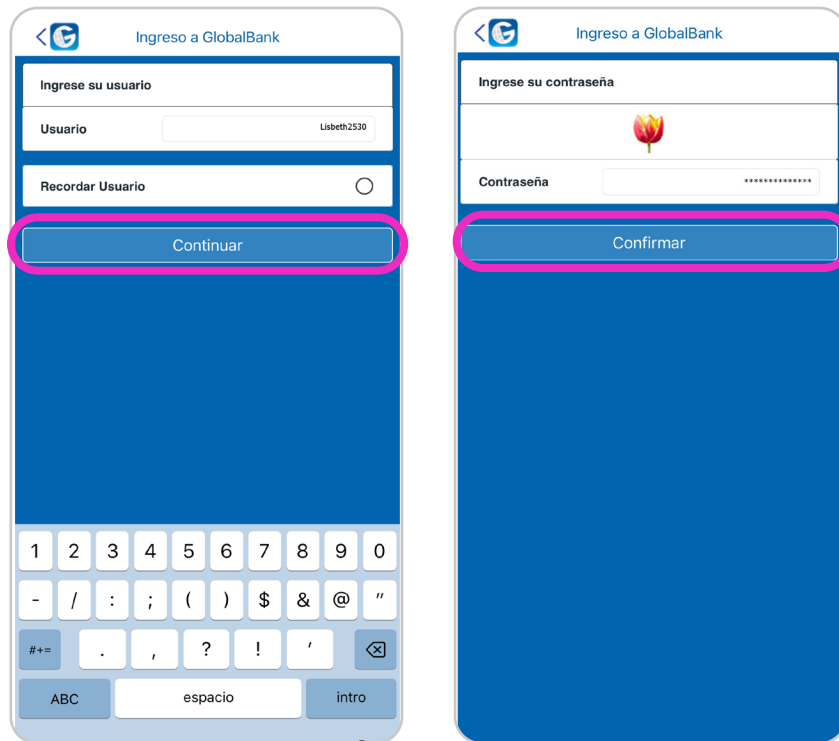 Ingreso a GlobalBank
Ingrese su usuario
Usuario Lisbeth2530
Recordar Usuario
Continuar
1 2 3 4 5 6 7 8 9 0
- / : ; ( ) $ & @ "
#+= . , ? ! '
ABC espacio intro
Ingreso a GlobalBank
Ingrese su contraseña
Contraseña **************
Confirmar